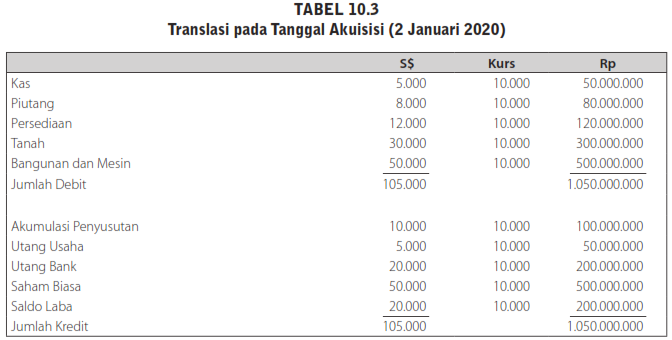 TABEL 10.3
Translasi pada Tanggal Akuisisi (2 Januari 2020)
S$ Kurs Rp
Kas 5.000 10.000 50.000.000
Piutang 8.000 10.000 80.000.000
Persediaan 12.000 10.000 120.000.000
Tanah 30.000 10.000 300.000.000
Bangunan dan Mesin 50.000 10.000 500.000.000
Jumlah Debit 105.000 1.050.000.000
Akumulasi Penyusutan 10.000 10.000 100.000.000
Utang Usaha 5.000 10.000 50.000.000
Utang Bank 20.000 10.000 200.000.000
Saham Biasa 50.000 10.000 500.000.000
Saldo Laba 20.000 10.000 200.000.000
Jumlah Kredit 105.000 1.050.000.000